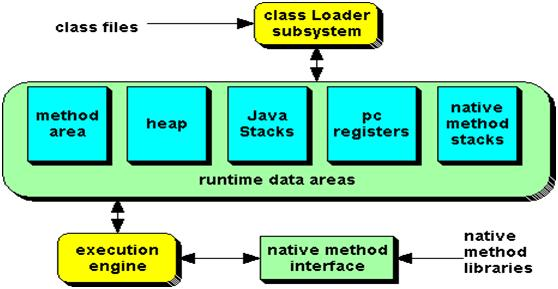 class files
class Loader
subsystem
method
area
heap
Java
Stacks
pc
registers
native
method
stacks
runtime data areas
execution
engine
native method
interface
native
method
libraries